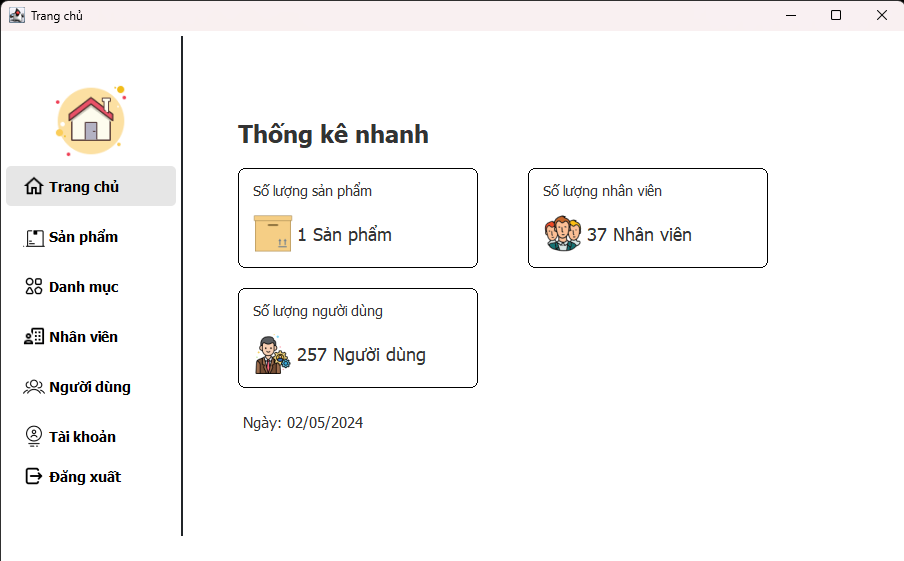 Trang chủ
Trang chủ
Sản phẩm
Danh mục
Nhân viên
Người dùng
Tài khoản
Đăng xuất
Thống kê nhanh
Số lượng sản phẩm
1 Sản phẩm
Số lượng nhân viên
37 Nhân viên
Số lượng người dùng
257 Người dùng
Ngày: 02/05/2024